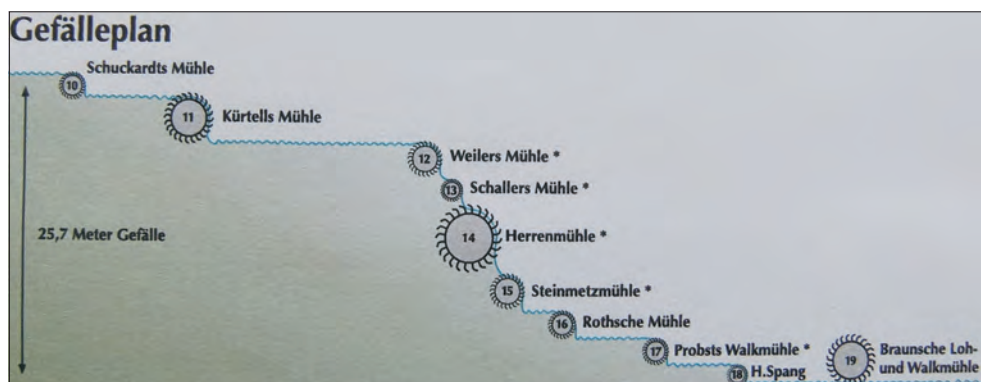 Gefälleplan
10
Schuckardts Mühle
11
Kürtells Mühle
12
Weilers Mühle *
13
Schallers Mühle *
25,7 Meter Gefälle
14
Herrenmühle *
15
Steinmetzmühle *
16
Rothsche Mühle
17
Probsts Walkmühle *
18
H.Spang
19
Braunsche Loh-
und Walkmühle